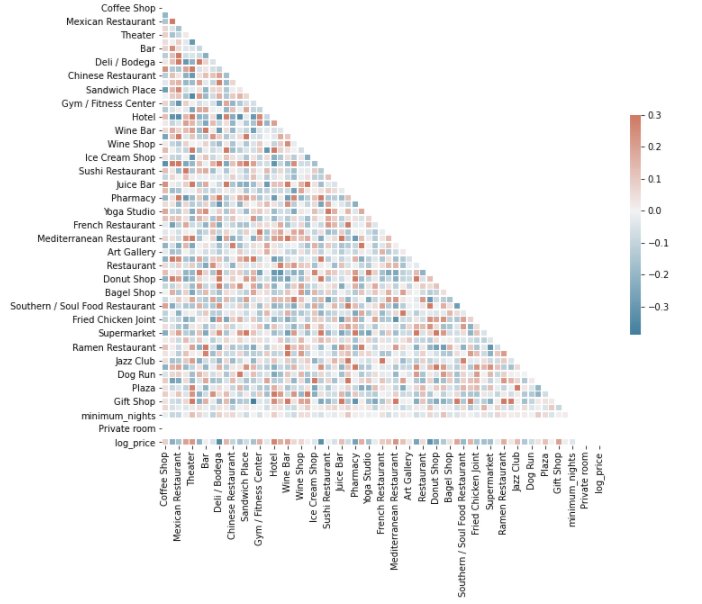 Coffee Shop
Mexican Restaurant
Theater
Bar
Deli / Bodega
Chinese Restaurant
Sandwich Place
Gym / Fitness Center
Hotel
Wine Bar
Wine Shop
Ice Cream Shop
Sushi Restaurant
Juice Bar
Pharmacy
Yoga Studio
French Restaurant
Mediterranean Restaurant
Art Gallery
Restaurant
Donut Shop
Bagel Shop
Southern / Soul Food Restaurant
Fried Chicken Joint
Supermarket
Ramen Restaurant
Jazz Club
Dog Run
Plaza
Gift Shop
minimum_nights
Private room
log_price
Coffee Shop
Mexican Restaurant
Theater
Bar
Deli / Bodega
Chinese Restaurant
Sandwich Place
Gym / Fitness Center
Hotel
Wine Bar
Wine Shop
Ice Cream Shop
Sushi Restaurant
Juice Bar
Pharmacy
Yoga Studio
French Restaurant
Mediterranean Restaurant
Art Gallery
Restaurant
Donut Shop
Bagel Shop
Southern / Soul Food Restaurant
Fried Chicken Joint
Supermarket
Ramen Restaurant
Jazz Club
Dog Run
Plaza
Gift Shop
minimum_nights
Private room
log_price
0.3
0.2
0.1
0.0
−0.1
−0.2
−0.3